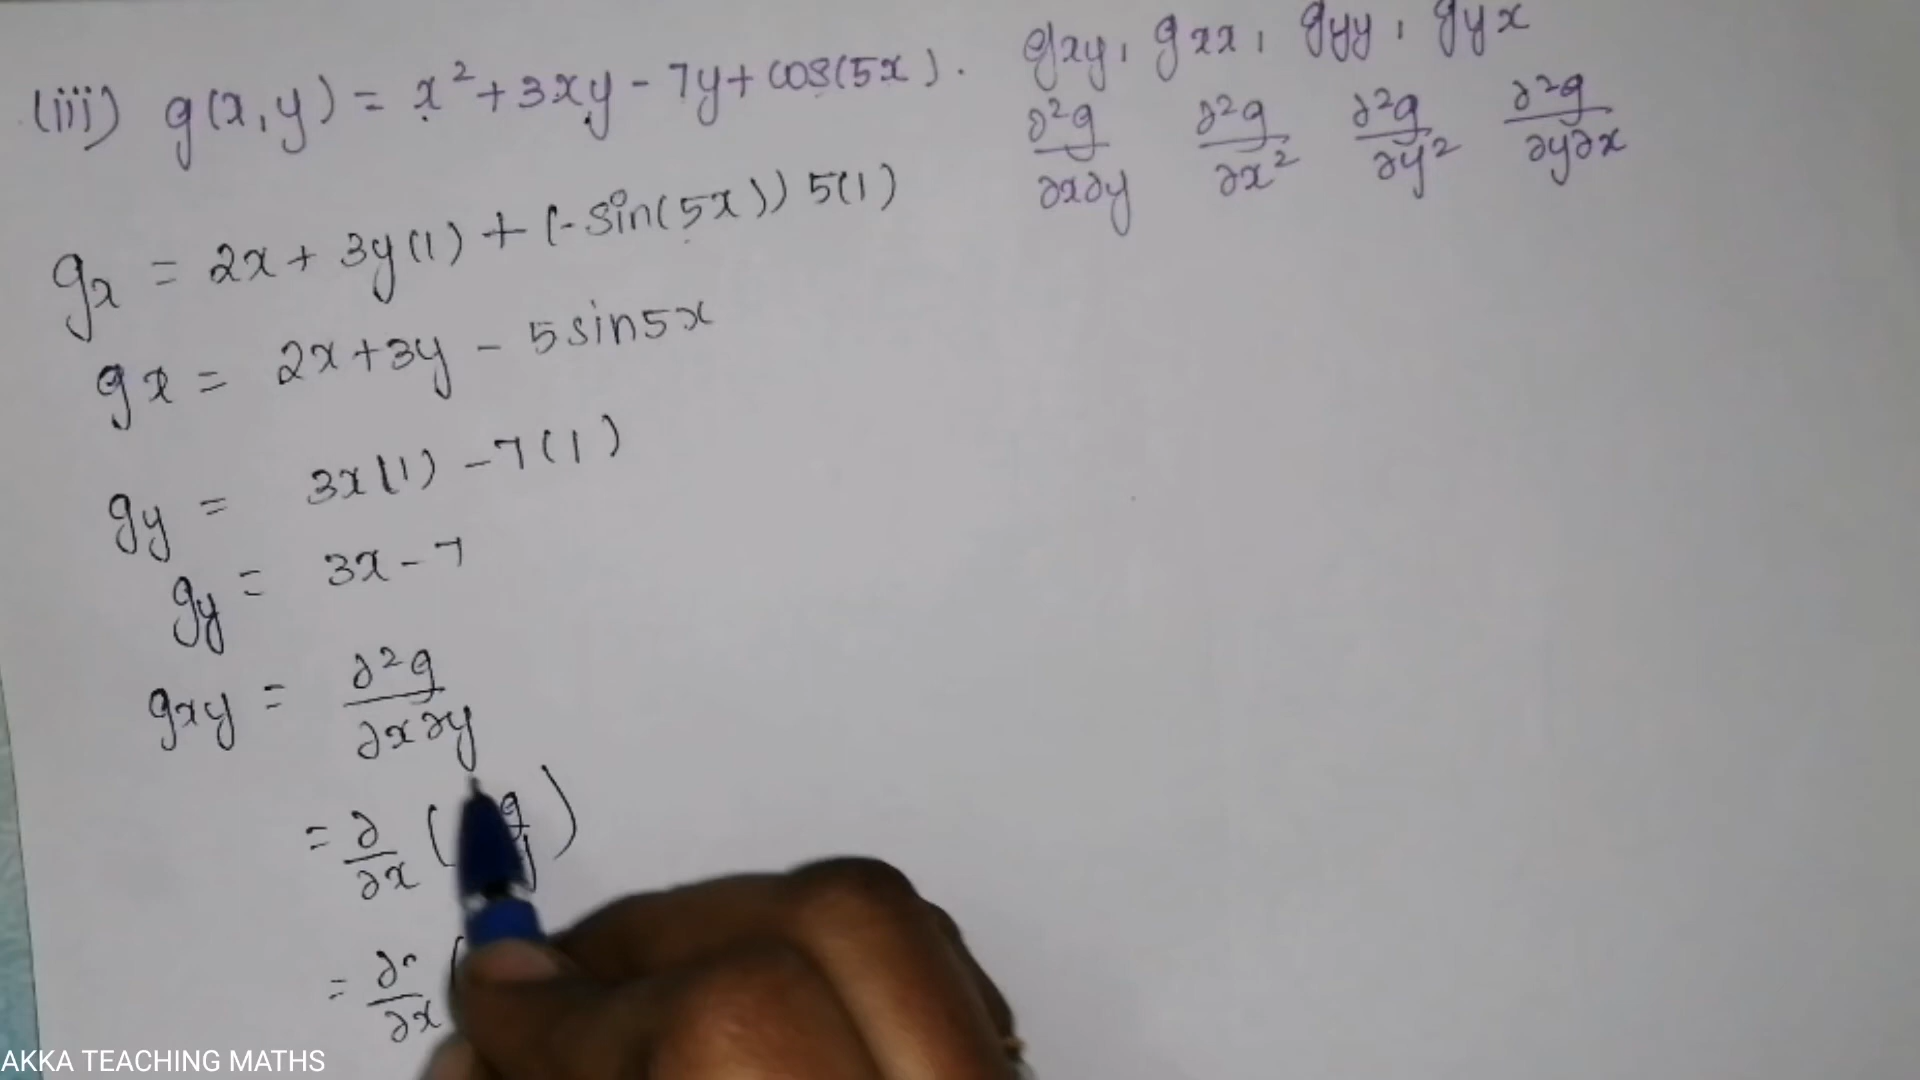 (iii) g(x,y) = x² + 3xy - 7y + cos(5x). gxy, gxx, gyy, gyx
∂²g/∂x∂y ∂²g/∂x² ∂²g/∂y² ∂²g/∂y∂x
gx = 2x + 3y(1) + (-sin(5x)) 5(1)
gx = 2x + 3y - 5sin5x
gy = 3x(1) - 7(1)
gy = 3x - 7
gxy = ∂²g/∂x∂y
= ∂/∂x ( g )
= ∂/∂x (
AKKA TEACHING MATHS